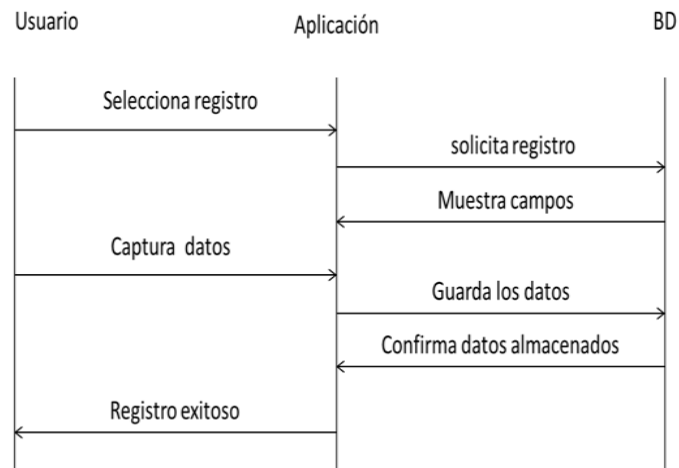 Usuario
Aplicación
BD
Selecciona registro
solicita registro
Muestra campos
Captura datos
Guarda los datos
Confirma datos almacenados
Registro exitoso